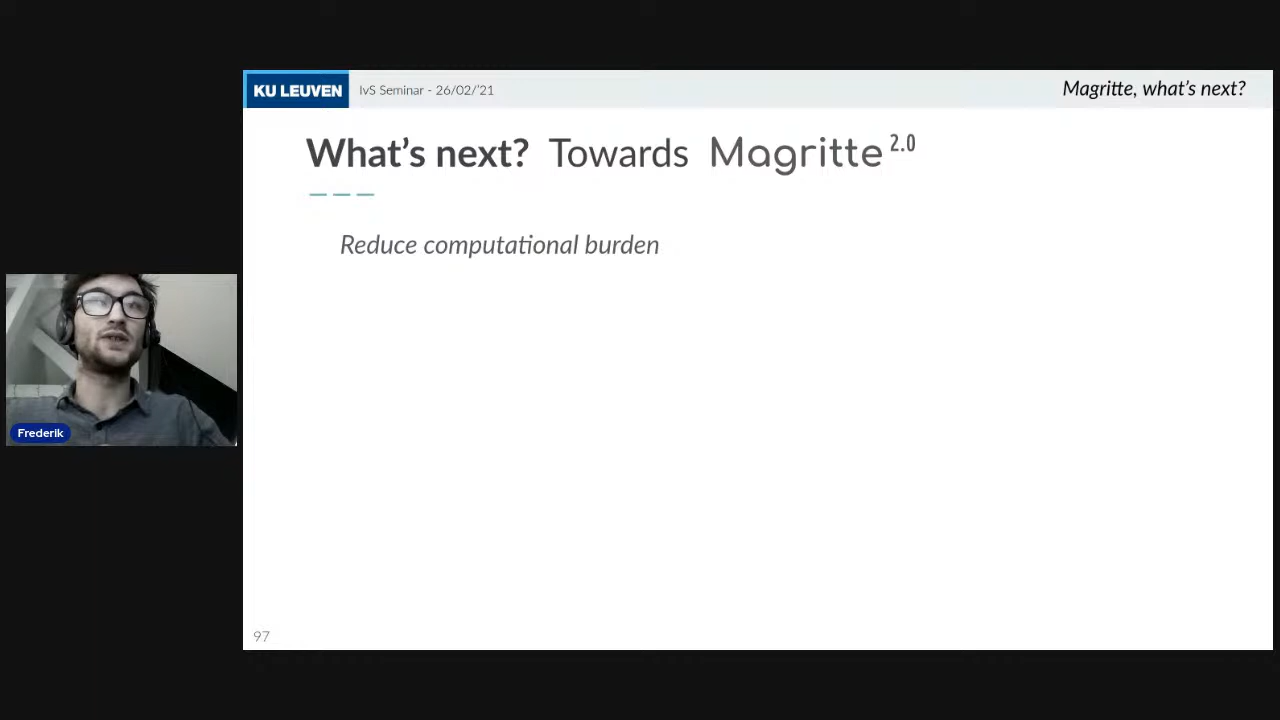 KU LEUVEN
IvS Seminar - 26/02/'21
Magritte, what's next?
What's next? Towards Magritte 2.0
Reduce computational burden
Frederik
97